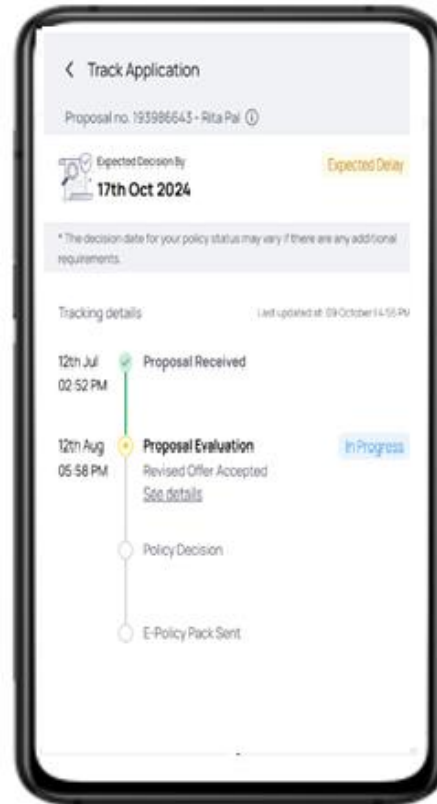 Track Application
Proposal no. 193986643 - Rita Pal
Expected Decision By
17th Oct 2024
Expected Delay
* The decision date for your policy status may vary if there are any additional
requirements.
Tracking details
Last updated at: 09 October
12th Jul
02:52 PM
Proposal Received
12th Aug
05:58 PM
Proposal Evaluation
In Progress
Revised Offer Accepted
See details
Policy Decision
E-Policy Pack Sent